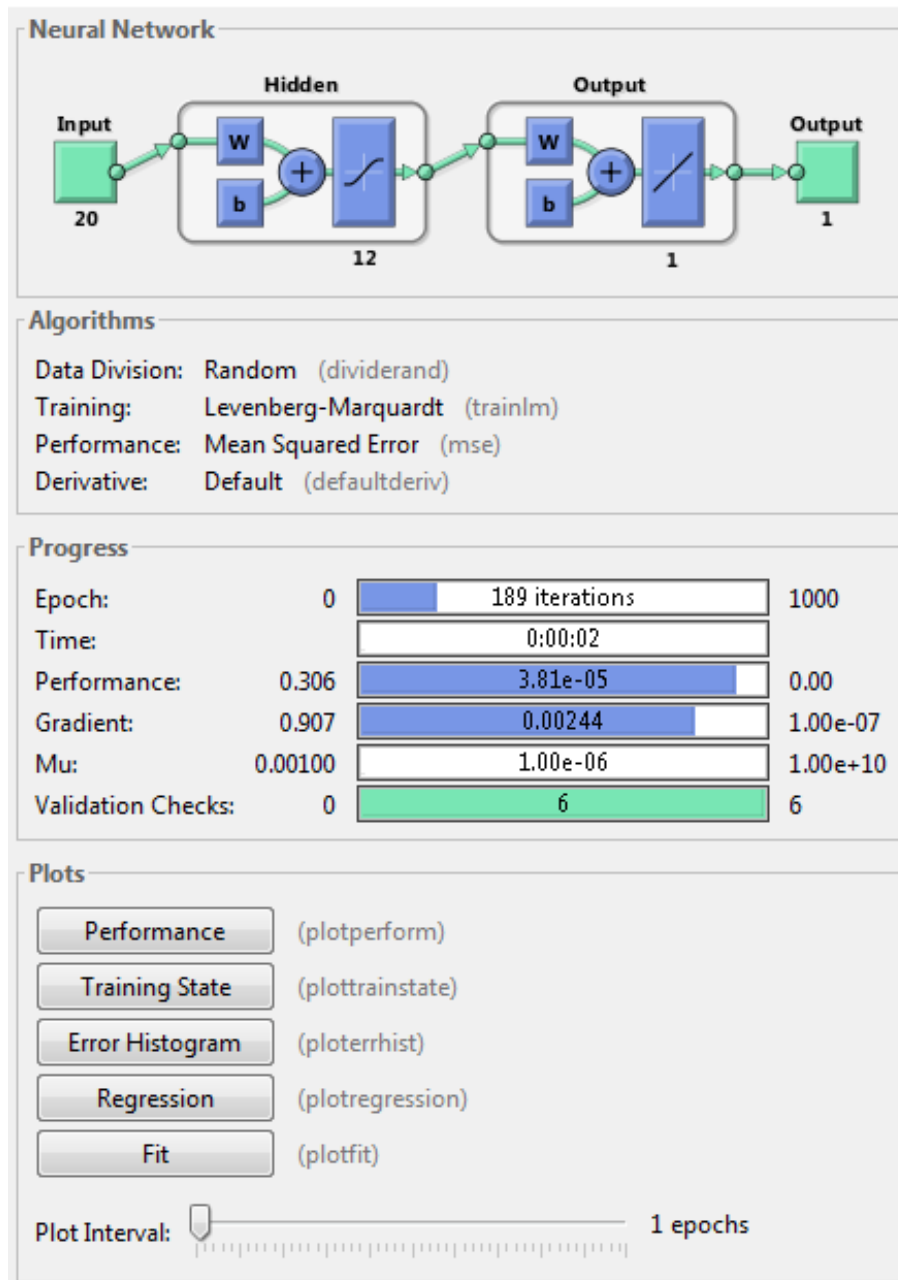 Neural Network
Hidden Output
Input Output
W W
b b
20 12 1 1
Algorithms
Data Division: Random (dividerand)
Training: Levenberg-Marquardt (trainlm)
Performance: Mean Squared Error (mse)
Derivative: Default (defaultderiv)
Progress
Epoch: 0 189 iterations 1000
Time: 0:00:02
Performance: 0.306 3.81e-05 0.00
Gradient: 0.907 0.00244 1.00e-07
Mu: 0.00100 1.00e-06 1.00e+10
Validation Checks: 0 6 6
Plots
Performance (plotperform)
Training State (plottrainstate)
Error Histogram (ploterrhist)
Regression (plotregression)
Fit (plotfit)
Plot Interval: 1 epochs